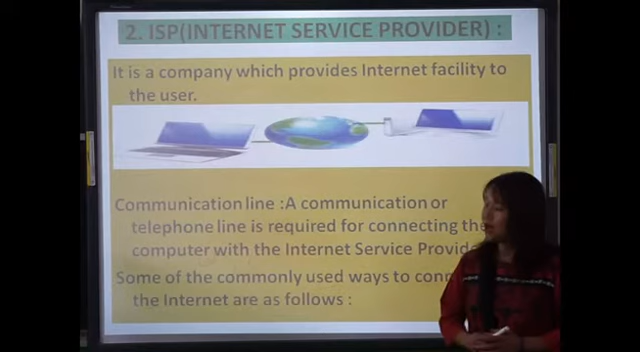 2. ISP(INTERNET SERVICE PROVIDER) :
It is a company which provides Internet facility to
the user.
Communication line :A communication or
telephone line is required for connecting the
computer with the Internet Service
Some of the commonly used ways to
the Internet are as follows :